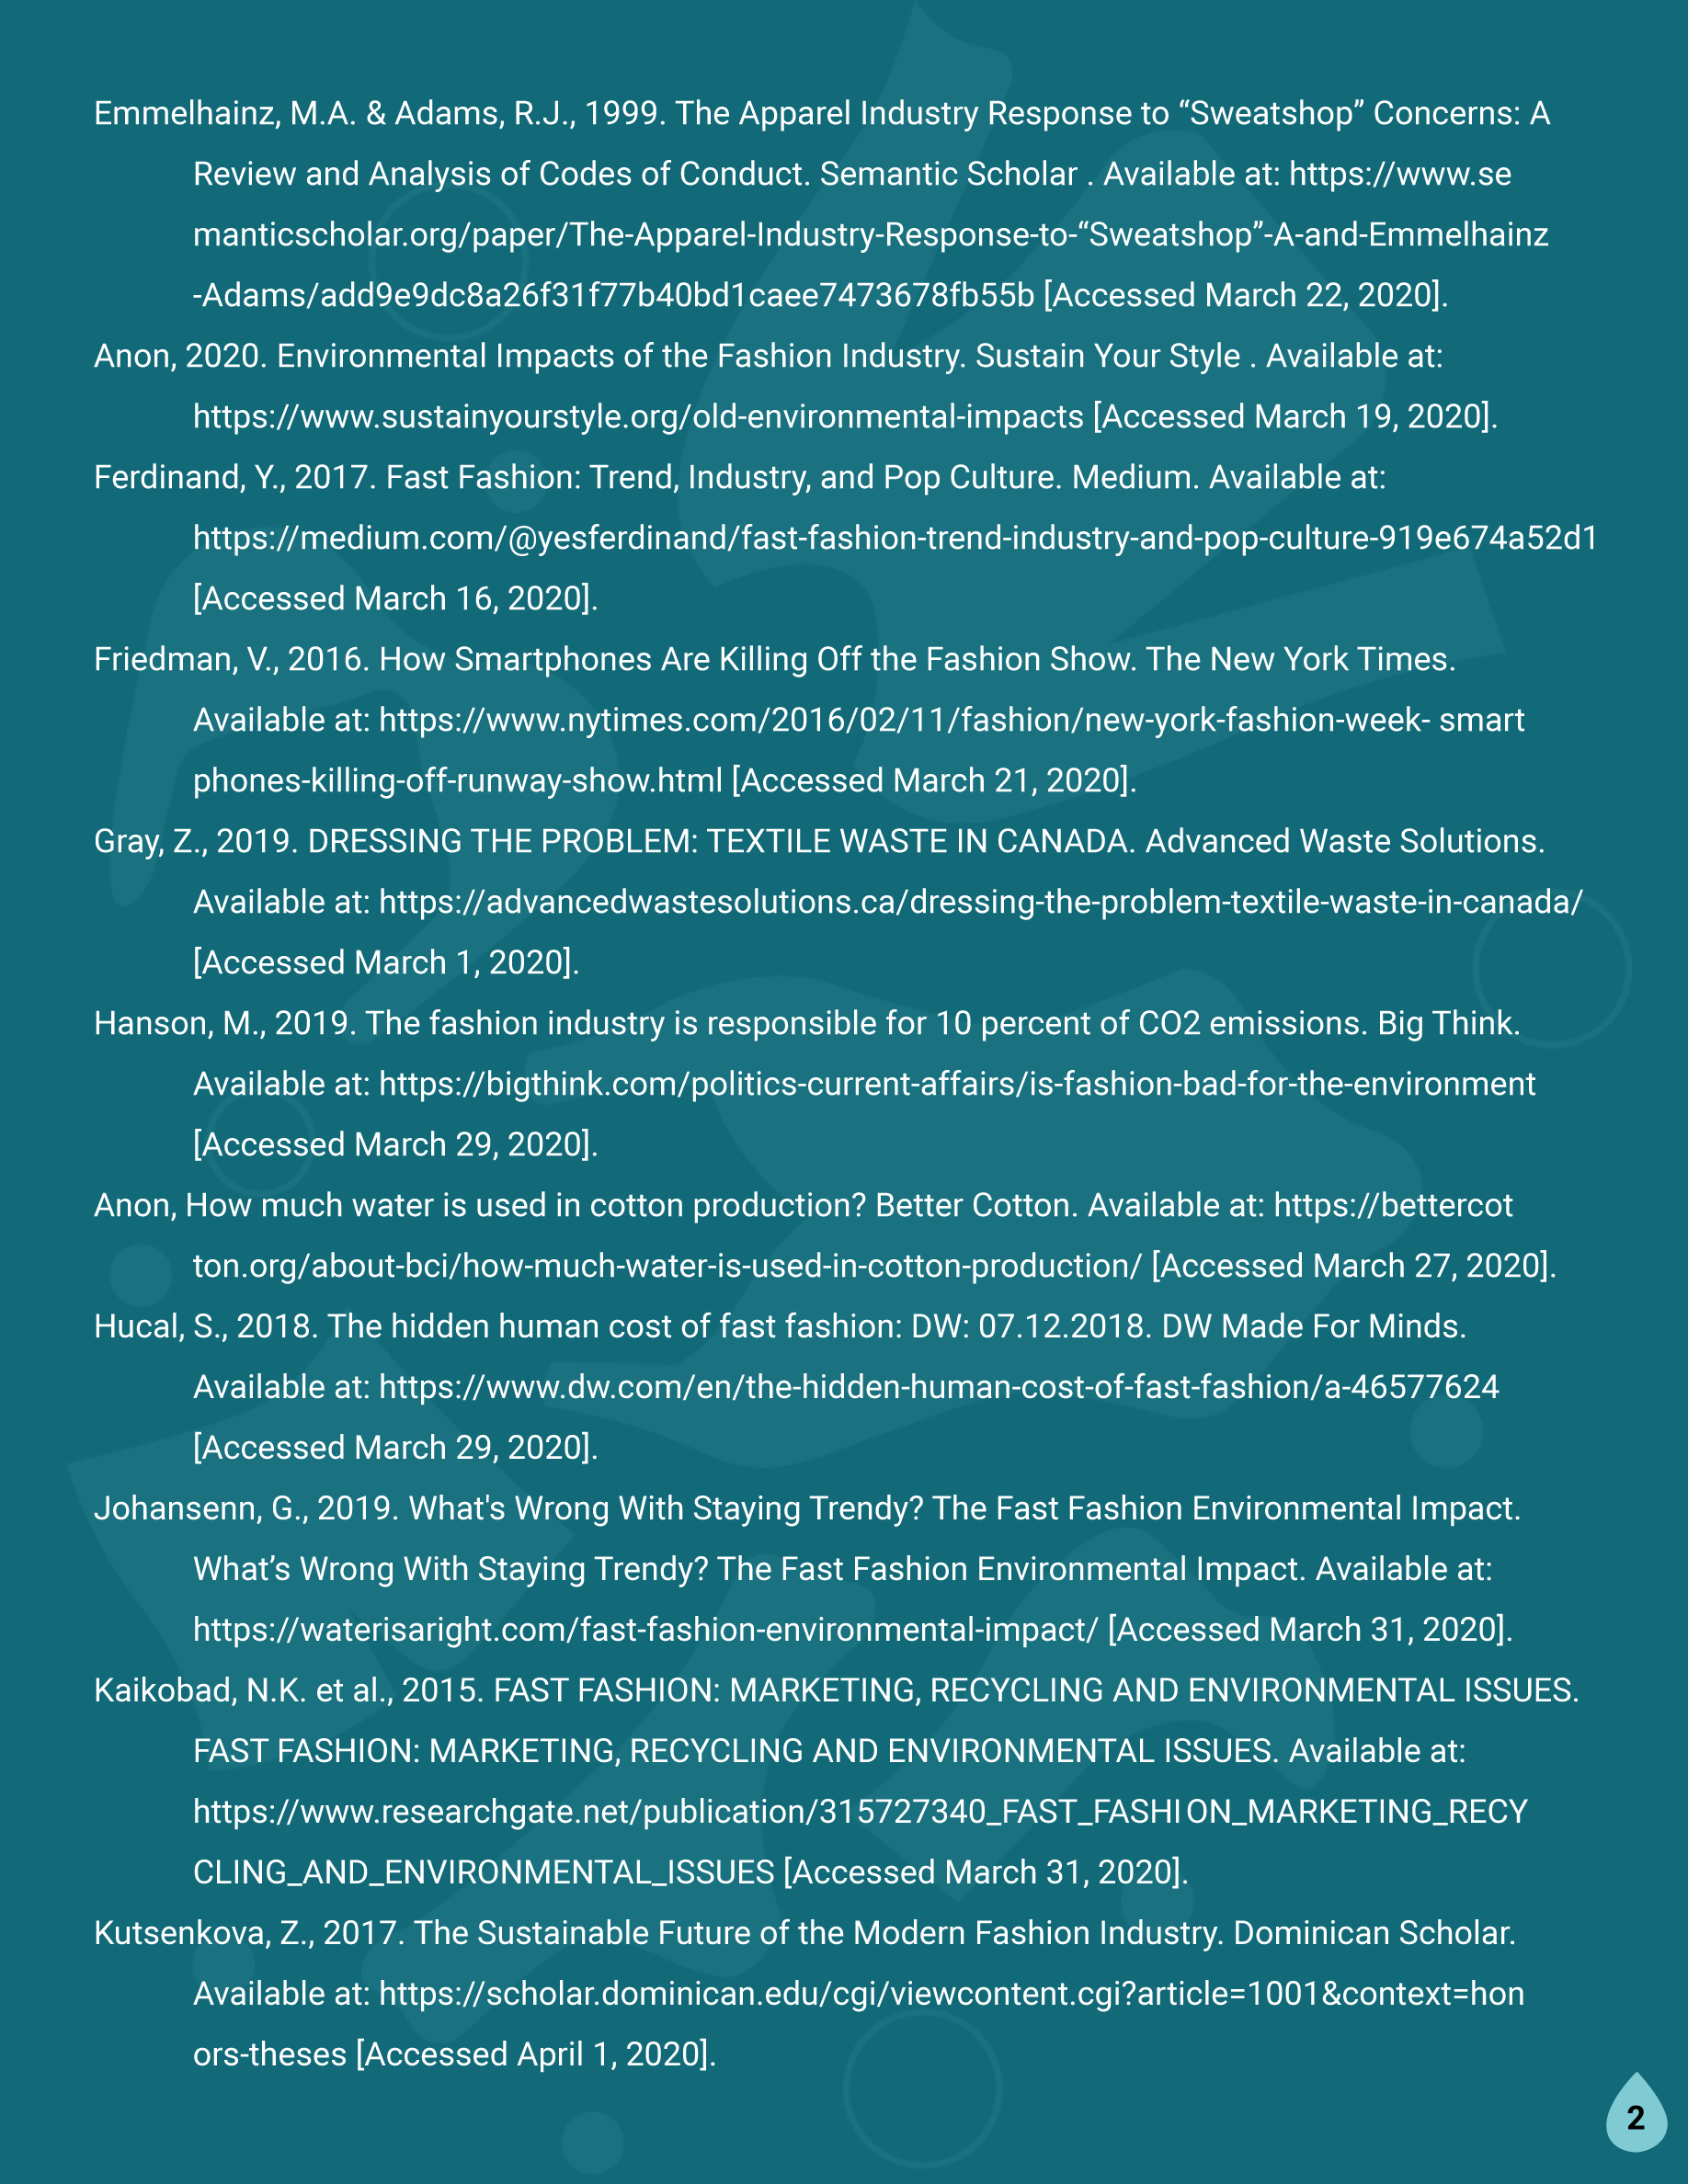 Emmelhainz, M.A. & Adams, R.J., 1999. The Apparel Industry Response to “Sweatshop” Concerns: A
Review and Analysis of Codes of Conduct. Semantic Scholar . Available at: https://www.se
manticscholar.org/paper/The-Apparel-Industry-Response-to-“Sweatshop”-A-and-Emmelhainz
-Adams/add9e9dc8a26f31f77b40bd1caee7473678fb55b [Accessed March 22, 2020].
Anon, 2020. Environmental Impacts of the Fashion Industry. Sustain Your Style . Available at:
https://www.sustainyourstyle.org/old-environmental-impacts [Accessed March 19, 2020].
Ferdinand, Y., 2017. Fast Fashion: Trend, Industry, and Pop Culture. Medium. Available at:
https://medium.com/@yesferdinand/fast-fashion-trend-industry-and-pop-culture-919e674a52d1
[Accessed March 16, 2020].
Friedman, V., 2016. How Smartphones Are Killing Off the Fashion Show. The New York Times.
Available at: https://www.nytimes.com/2016/02/11/fashion/new-york-fashion-week- smart
phones-killing-off-runway-show.html [Accessed March 21, 2020].
Gray, Z., 2019. DRESSING THE PROBLEM: TEXTILE WASTE IN CANADA. Advanced Waste Solutions.
Available at: https://advancedwastesolutions.ca/dressing-the-problem-textile-waste-in-canada/
[Accessed March 1, 2020].
Hanson, M., 2019. The fashion industry is responsible for 10 percent of CO2 emissions. Big Think.
Available at: https://bigthink.com/politics-current-affairs/is-fashion-bad-for-the-environment
[Accessed March 29, 2020].
Anon, How much water is used in cotton production? Better Cotton. Available at: https://bettercot
ton.org/about-bci/how-much-water-is-used-in-cotton-production/ [Accessed March 27, 2020].
Hucal, S., 2018. The hidden human cost of fast fashion: DW: 07.12.2018. DW Made For Minds.
Available at: https://www.dw.com/en/the-hidden-human-cost-of-fast-fashion/a-46577624
[Accessed March 29, 2020].
Johansenn, G., 2019. What's Wrong With Staying Trendy? The Fast Fashion Environmental Impact.
What’s Wrong With Staying Trendy? The Fast Fashion Environmental Impact. Available at:
https://waterisaright.com/fast-fashion-environmental-impact/ [Accessed March 31, 2020].
Kaikobad, N.K. et al., 2015. FAST FASHION: MARKETING, RECYCLING AND ENVIRONMENTAL ISSUES.
FAST FASHION: MARKETING, RECYCLING AND ENVIRONMENTAL ISSUES. Available at:
https://www.researchgate.net/publication/315727340_FAST_FASHION_MARKETING_RECY
CLING_AND_ENVIRONMENTAL_ISSUES [Accessed March 31, 2020].
Kutsenkova, Z., 2017. The Sustainable Future of the Modern Fashion Industry. Dominican Scholar.
Available at: https://scholar.dominican.edu/cgi/viewcontent.cgi?article=1001&context=hon
ors-theses [Accessed April 1, 2020].
2